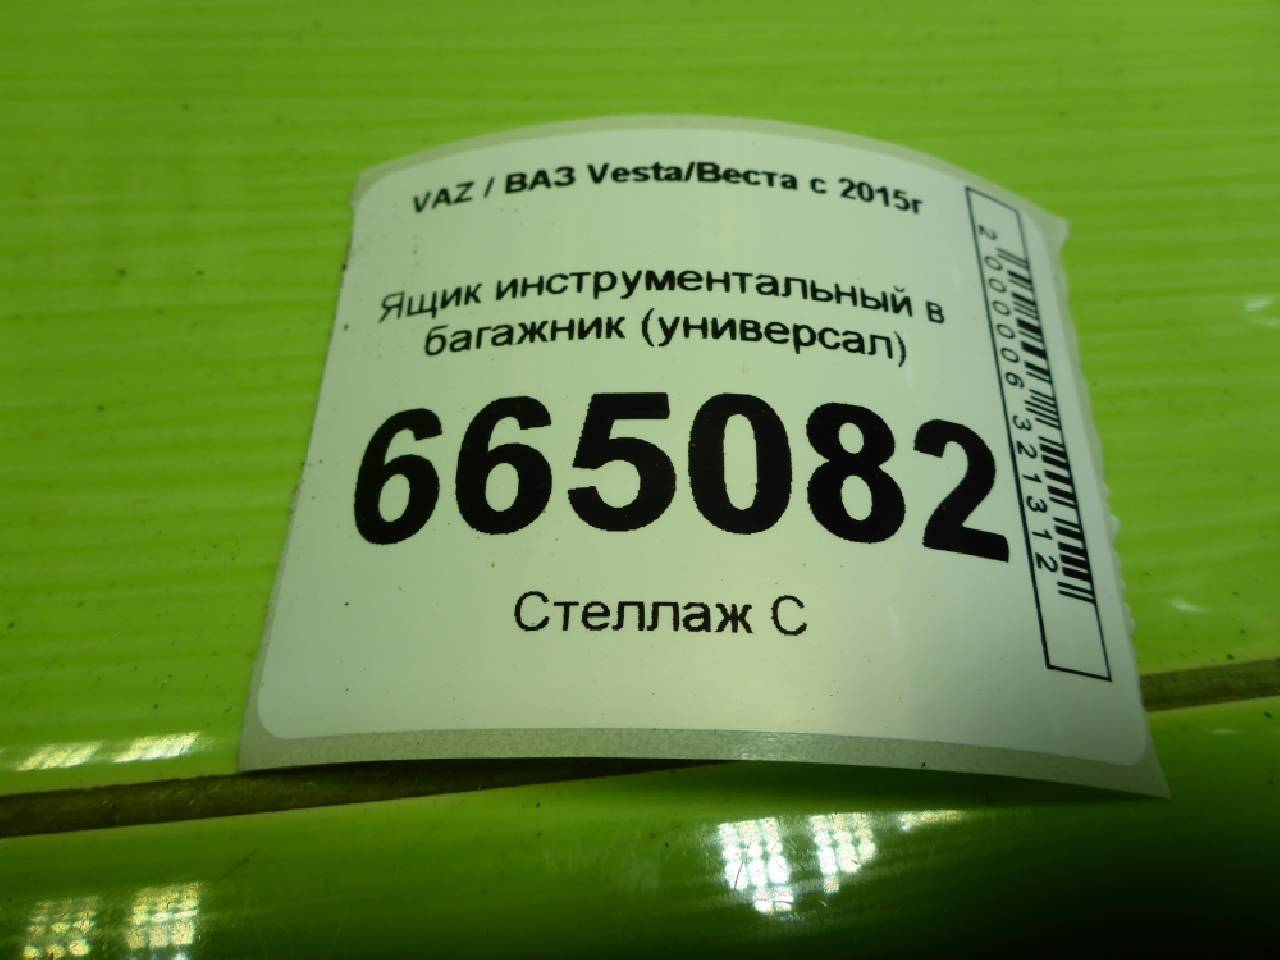 VAZ / ВАЗ Vesta/Веста с 2015г
Ящик инструментальный в
багажник (универсал)
665082
Стеллаж С
2000006321312